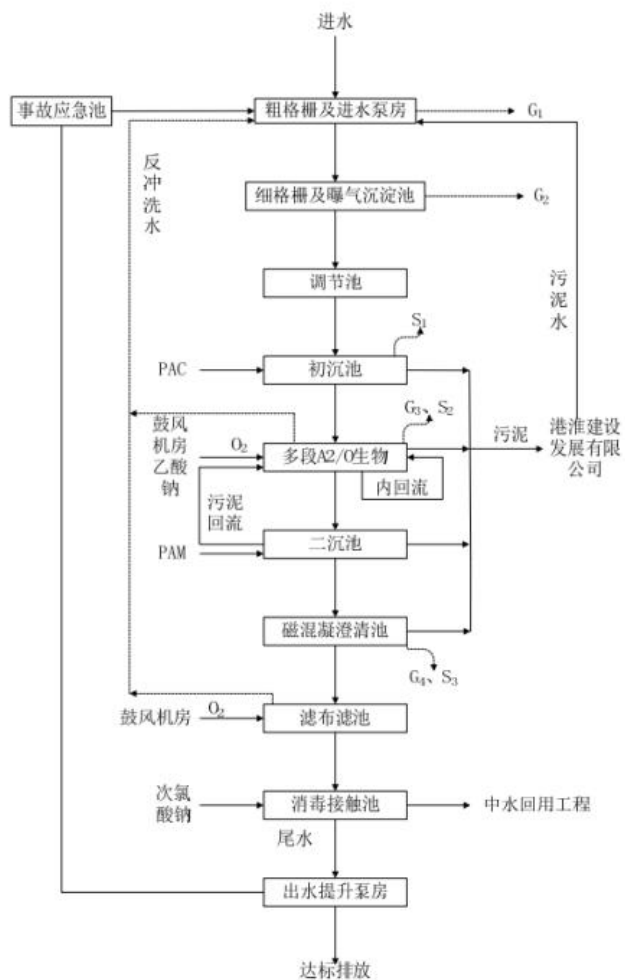 进水
事故应急池
粗格栅及进水泵房
G₁
反
冲
洗
水
细格栅及曝气沉淀池
G₂
调节池
污
泥
水
S₁
PAC
初沉池
G₃、S₂
鼓风
机房
乙酸
钠
O₂
多段A2/O生物
污泥
港淮建设
发展有限
公司
内回流
污泥
回流
PAM
二沉池
磁混凝澄清池
G₄、S₃
鼓风机房
O₂
滤布滤池
次氯
酸钠
消毒接触池
中水回用工程
尾水
出水提升泵房
达标排放